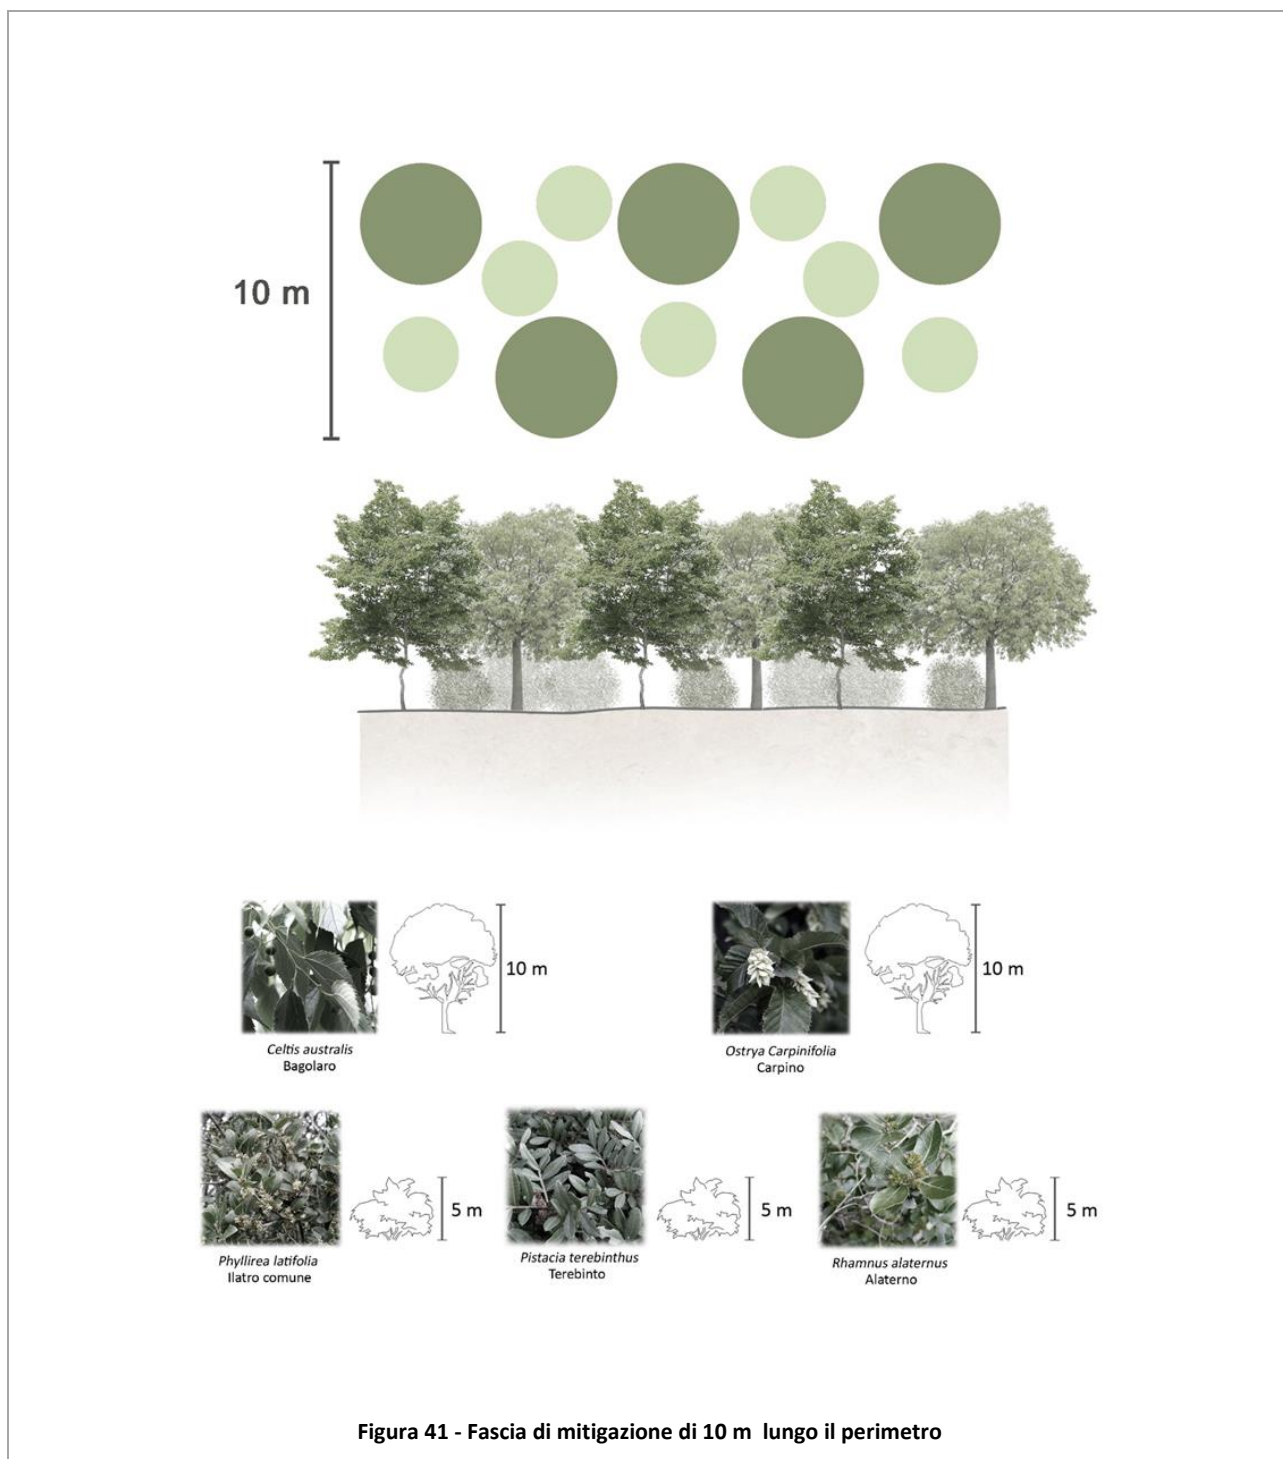 10 m
10 m
10 m
Celtis australis
Bagolaro
Ostrya Carpinifolia
Carpino
5 m
5 m
5 m
Phyllirea latifolia
Ilatro comune
Pistacia terebinthus
Terebinto
Rhamnus alaternus
Alaterno
Figura 41 - Fascia di mitigazione di 10 m lungo il perimetro